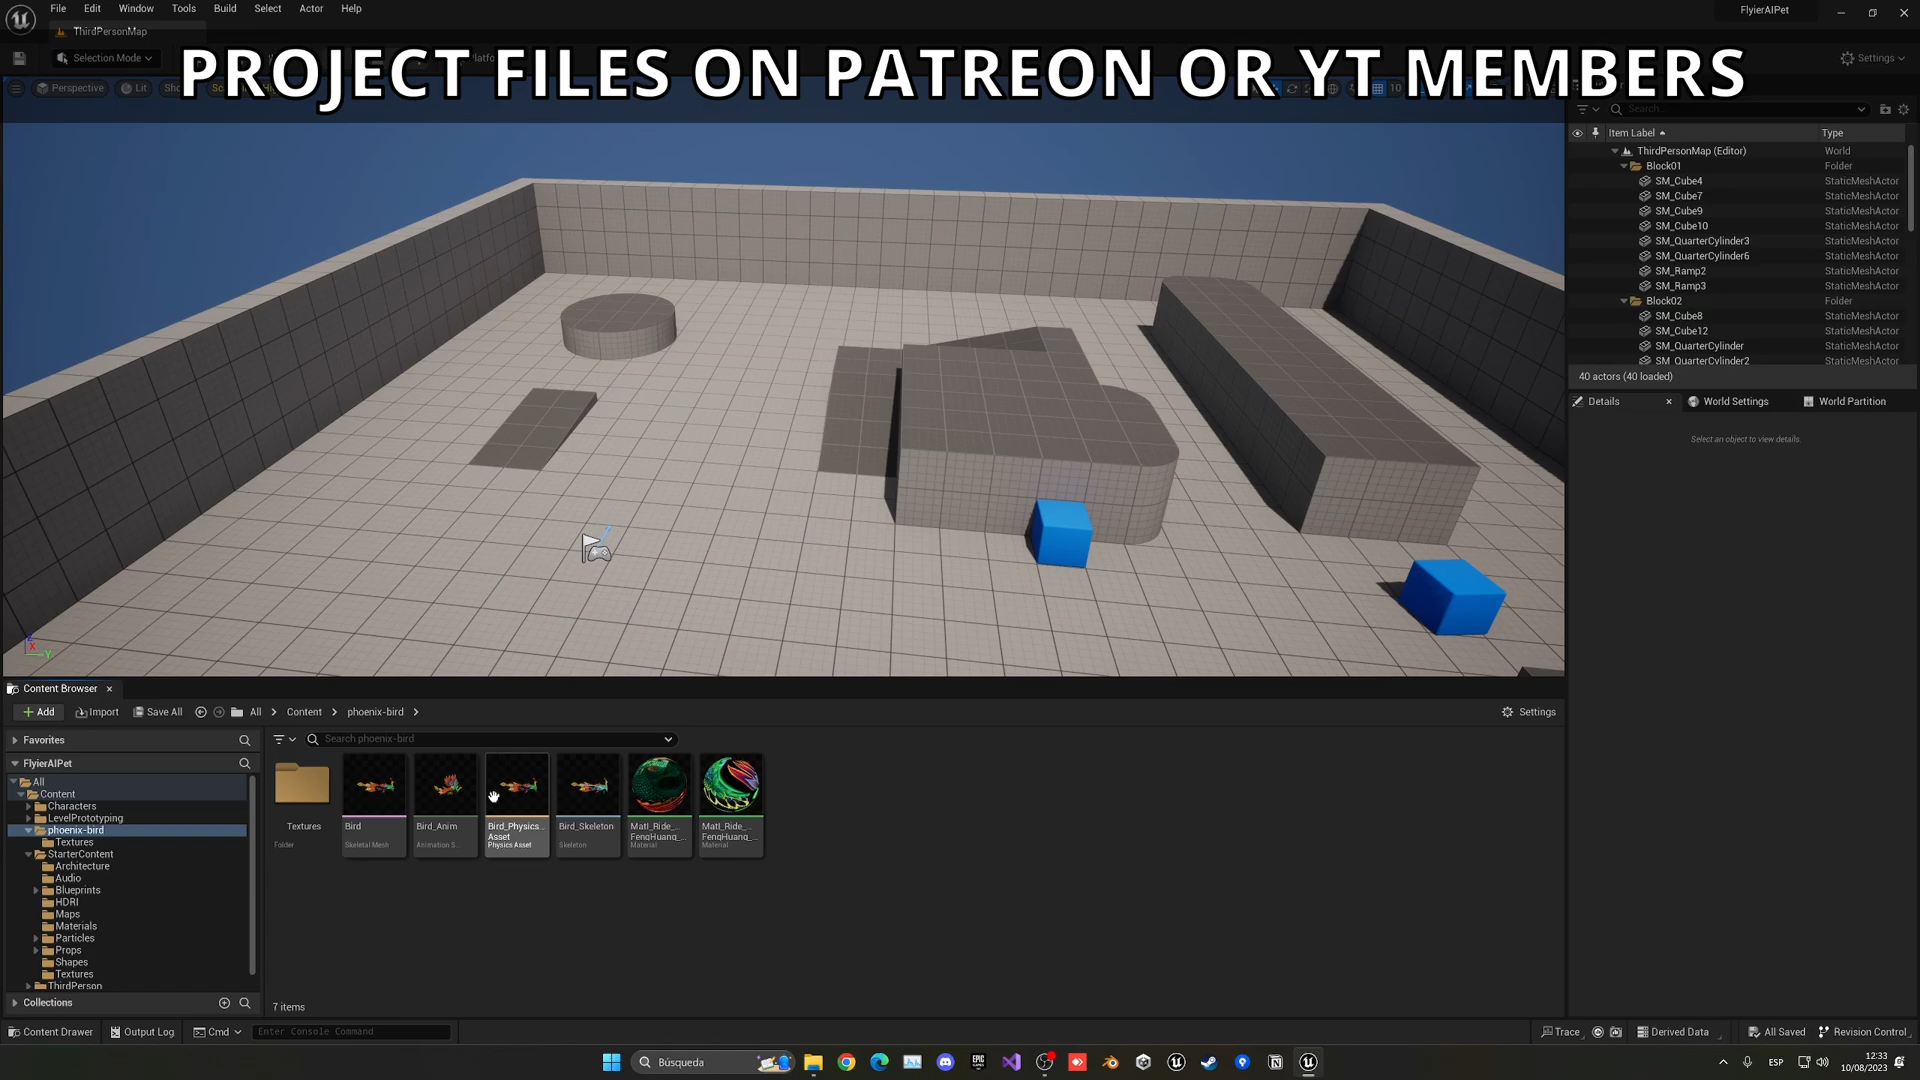 File Edit Window Tools Build Select Actor Help
FlyierAIPet
ThirdPersonMap
Selection Mode
Settings
PROJECT FILES ON PATREON OR YT MEMBERS
Perspective Lit
10
Search...
Item Label Type
ThirdPersonMap (Editor) World
Block01 Folder
SM_Cube4 StaticMeshActor
SM_Cube7 StaticMeshActor
SM_Cube9 StaticMeshActor
SM_Cube10 StaticMeshActor
SM_QuarterCylinder3 StaticMeshActor
SM_QuarterCylinder6 StaticMeshActor
SM_Ramp2 StaticMeshActor
SM_Ramp3 StaticMeshActor
Block02 Folder
SM_Cube8 StaticMeshActor
SM_Cube12 StaticMeshActor
SM_QuarterCylinder StaticMeshActor
SM_QuarterCylinder2 StaticMeshActor
40 actors (40 loaded)
Details World Settings World Partition
Select an object to view details.
Z
X
Y
Content Browser
Add Import Save All All Content phoenix-bird Settings
Favorites
Search phoenix-bird
FlyierAIPet
All
Content
Characters
LevelPrototyping
phoenix-bird
Textures
StarterContent
Architecture
Audio
Blueprints
HDRI
Maps
Materials
Particles
Props
Shapes
Textures
ThirdPerson
Collections
Textures
Folder
Bird
Skeletal Mesh
Bird_Anim
Animation S...
Bird_Physics...
Asset
Physics Asset
Bird_Skeleton
Skeleton
Matl_Ride_...
FengHuang_...
Material
Matl_Ride_...
FengHuang_...
Material
7 items
Content Drawer Output Log Cmd Enter Console Command
Trace Derived Data All Saved Revision Control
Búsqueda
EPIC
GAMES
ESP
12:33
10/08/2023